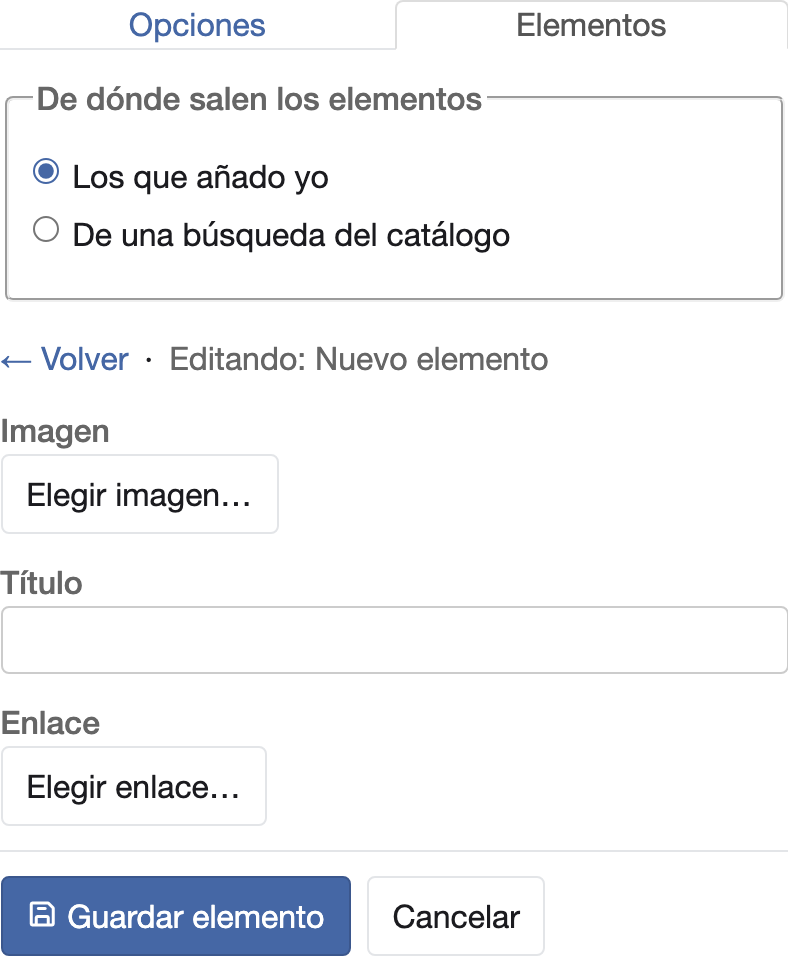 Opciones
Elementos
De dónde salen los elementos
Los que añado yo
De una búsqueda del catálogo
← Volver · Editando: Nuevo elemento
Imagen
Elegir imagen…
Título
Enlace
Elegir enlace…
Guardar elemento
Cancelar